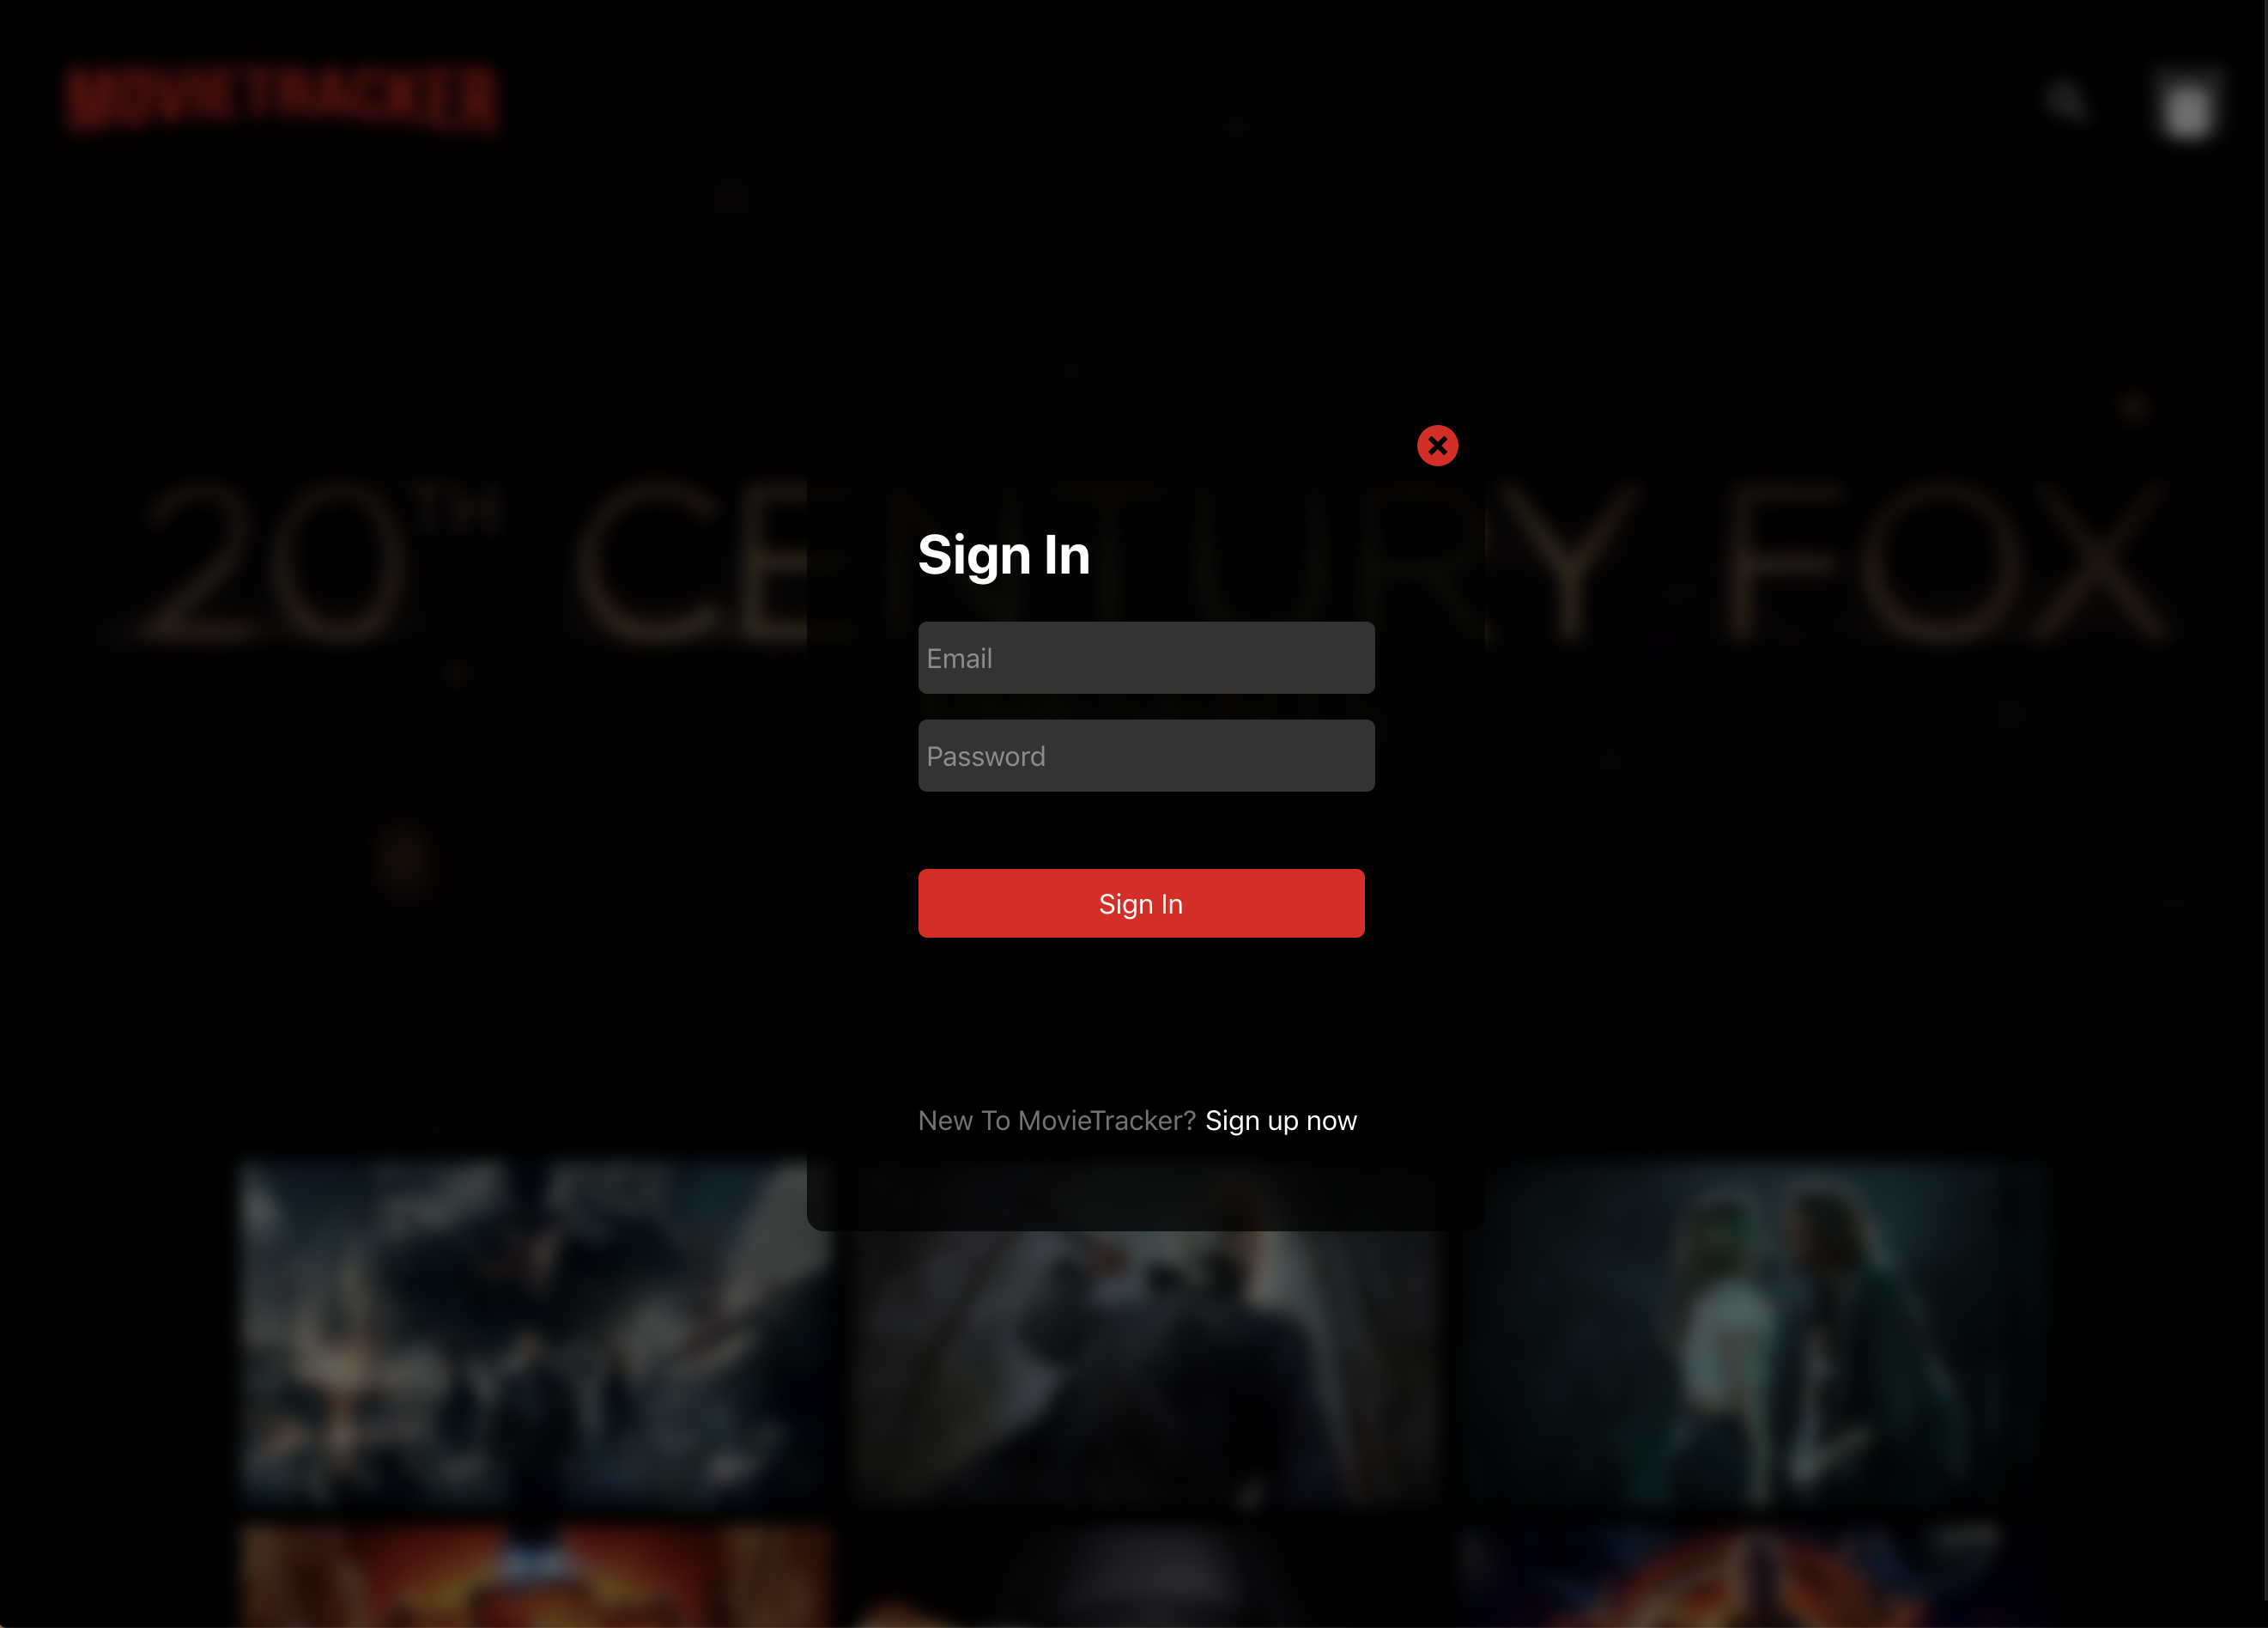 MOVIETRACKER
20TH CENTURY FOX
Sign In
Email
Password
Sign In
New To MovieTracker? Sign up now